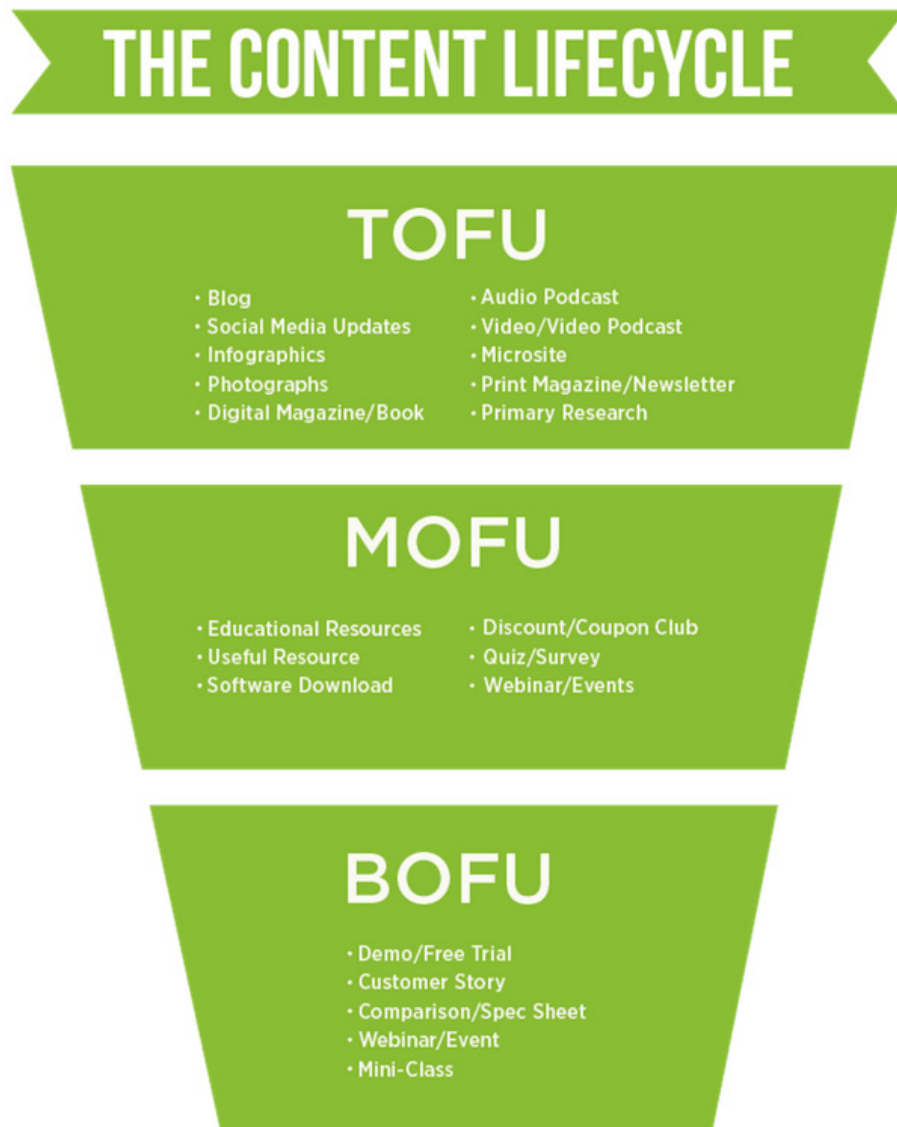 THE CONTENT LIFECYCLE
TOFU
· Blog
· Social Media Updates
· Infographics
· Photographs
· Digital Magazine/Book
· Audio Podcast
· Video/Video Podcast
· Microsite
· Print Magazine/Newsletter
· Primary Research
MOFU
· Educational Resources
· Useful Resource
· Software Download
· Discount/Coupon Club
· Quiz/Survey
· Webinar/Events
BOFU
· Demo/Free Trial
· Customer Story
· Comparison/Spec Sheet
· Webinar/Event
· Mini-Class